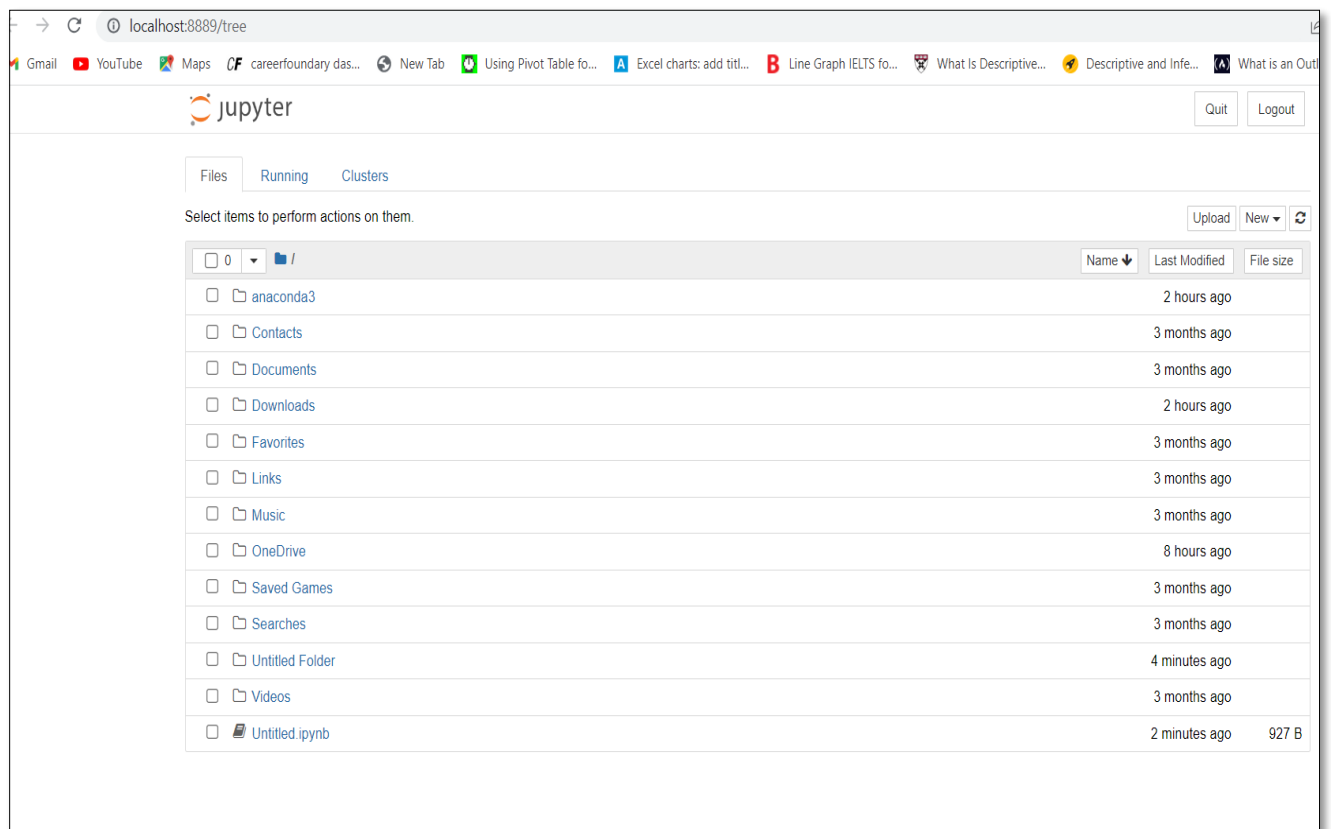 localhost:8889/tree
Gmail YouTube Maps CF careerfoundary das... New Tab Using Pivot Table fo... A Excel charts: add titl... B Line Graph IELTS fo... What Is Descriptive... Descriptive and Infe... (A) What is an Outl
jupyter Quit Logout
Files Running Clusters
Select items to perform actions on them. Upload New
0 / Name Last Modified File size
anaconda3 2 hours ago
Contacts 3 months ago
Documents 3 months ago
Downloads 2 hours ago
Favorites 3 months ago
Links 3 months ago
Music 3 months ago
OneDrive 8 hours ago
Saved Games 3 months ago
Searches 3 months ago
Untitled Folder 4 minutes ago
Videos 3 months ago
Untitled.ipynb 2 minutes ago 927 B